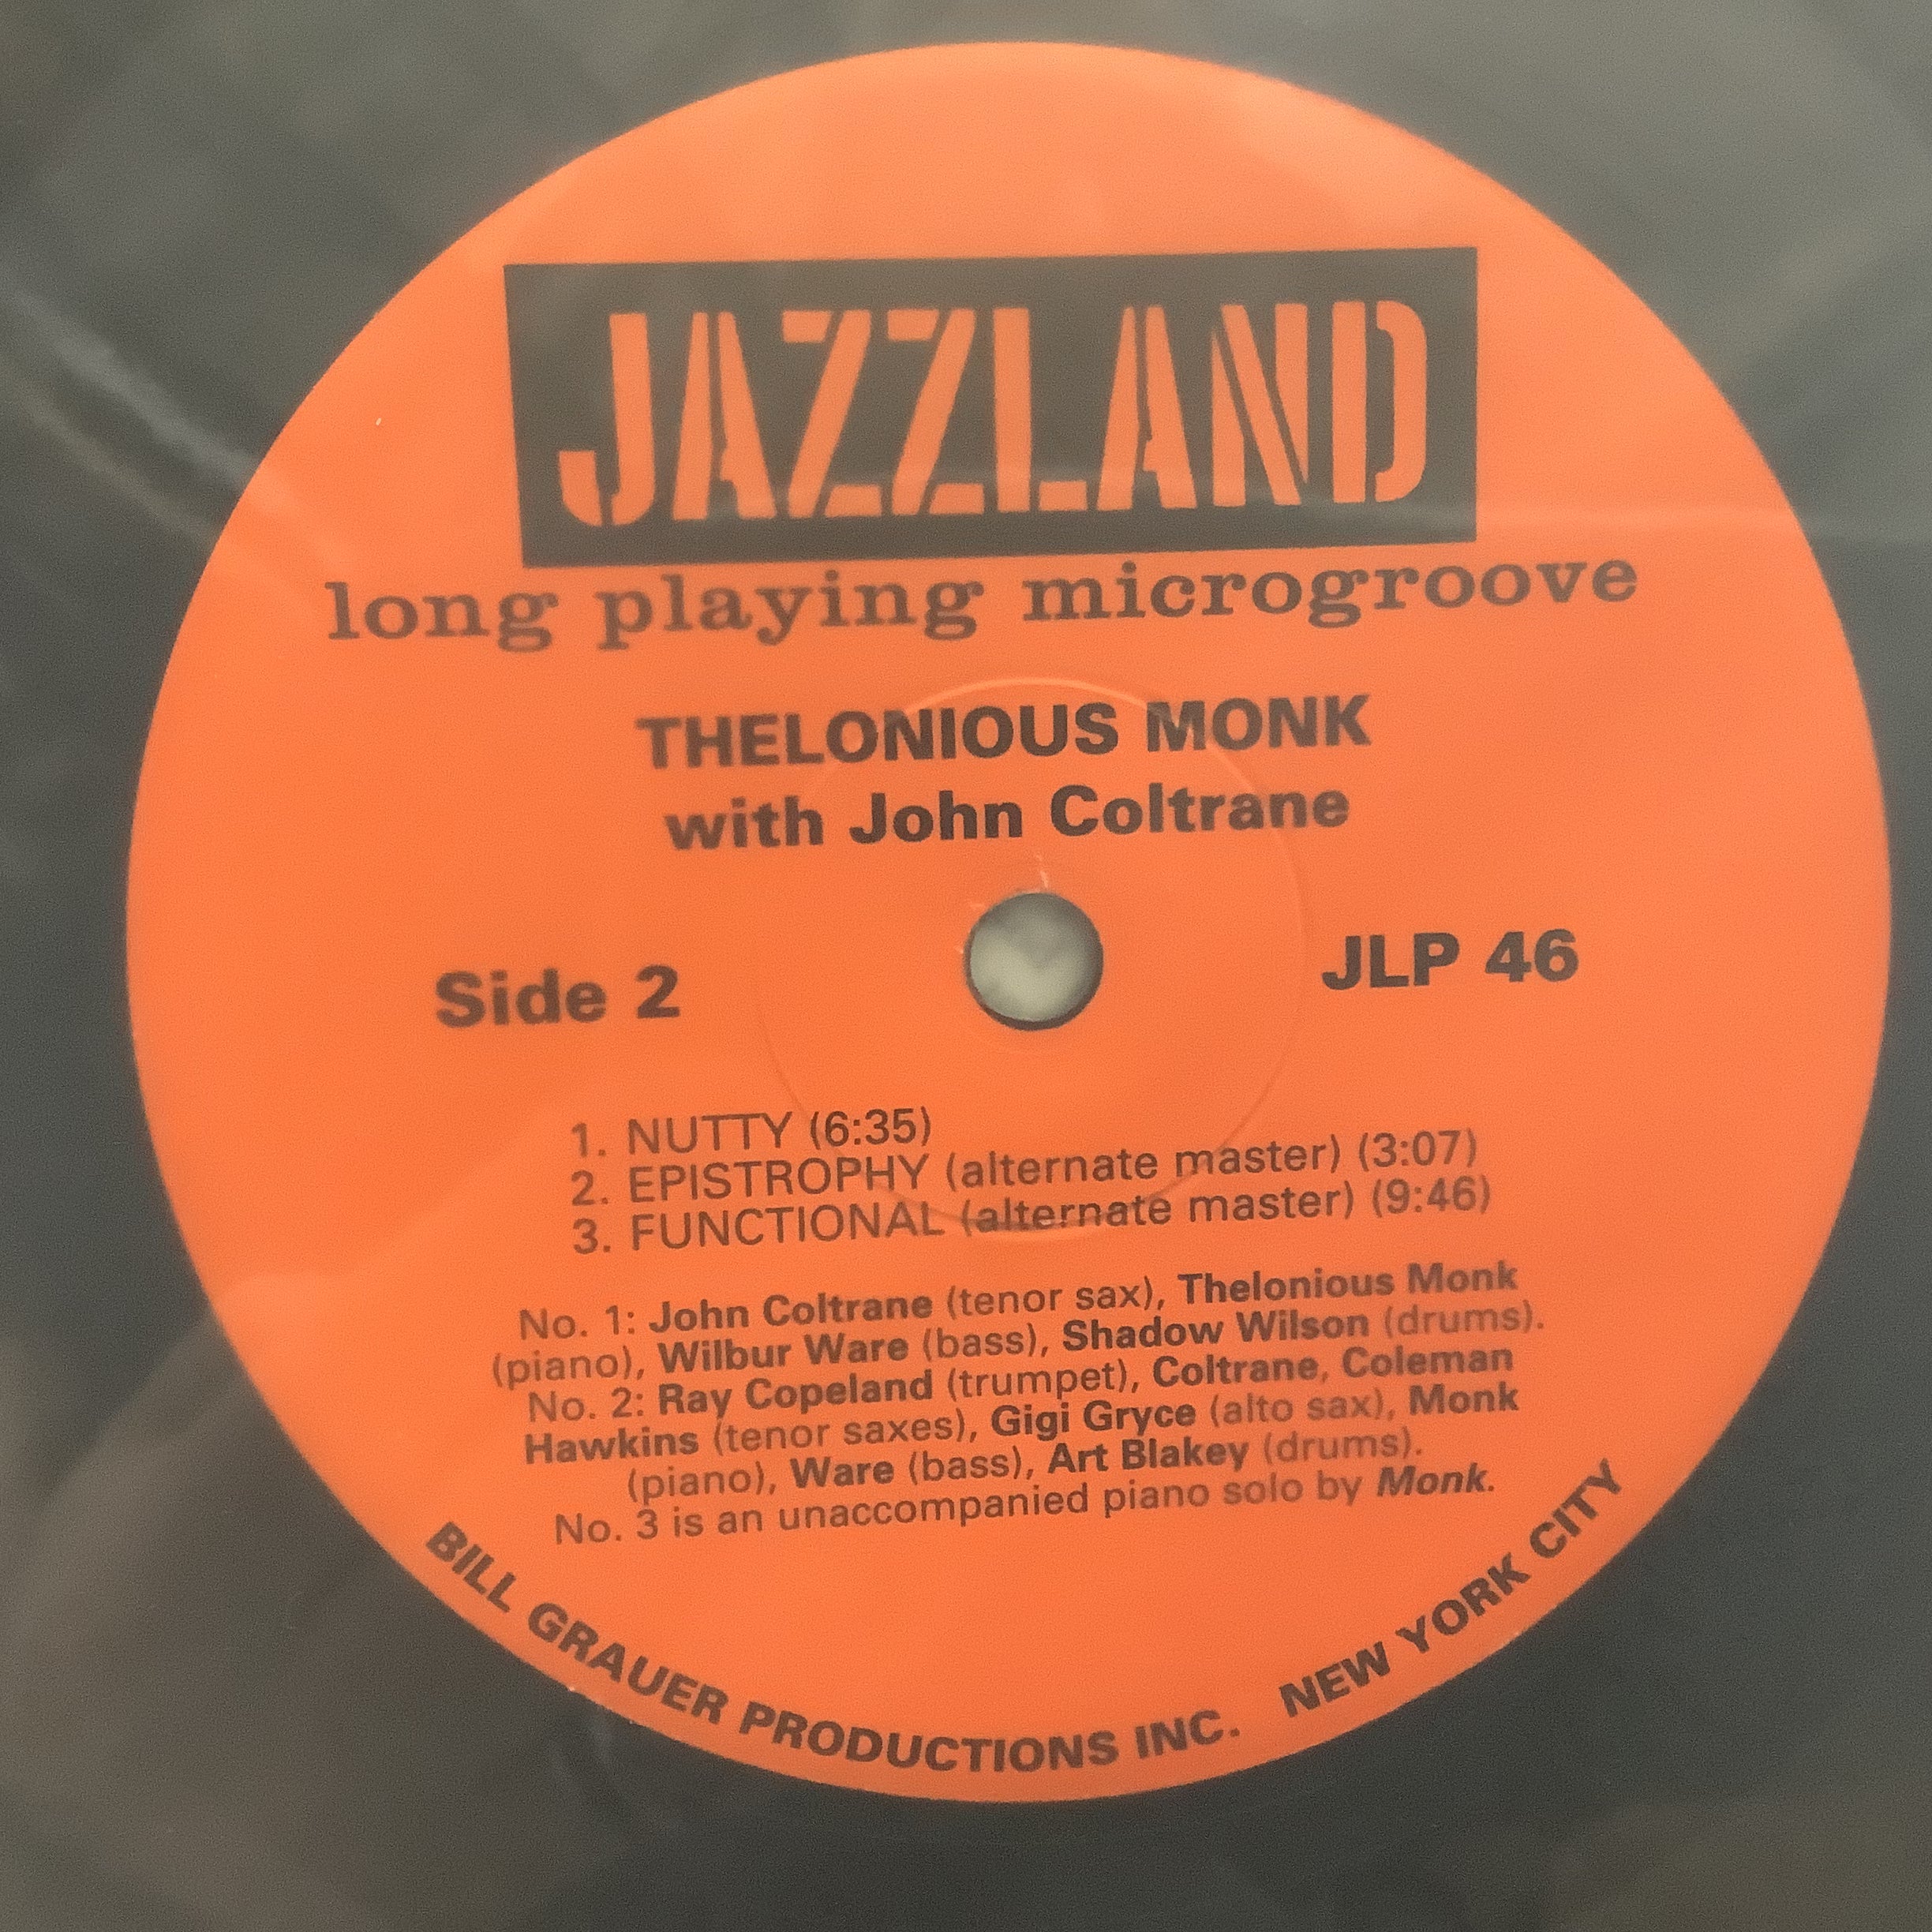 JAZZLAND
long playing microgroove
THELONIOUS MONK
with John Coltrane
Side 2
JLP 46
1. NUTTY (6:35)
2. EPISTROPHY (alternate master) (3:07)
3. FUNCTIONAL (alternate master) (9:46)
No. 1: John Coltrane (tenor sax), Thelonious Monk
(piano), Wilbur Ware (bass), Shadow Wilson (drums).
No. 2: Ray Copeland (trumpet), Coltrane, Coleman
Hawkins (tenor saxes), Gigi Gryce (alto sax), Monk
(piano), Ware (bass), Art Blakey (drums).
No. 3 is an unaccompanied piano solo by Monk.
BILL GRAUER PRODUCTIONS INC. NEW YORK CITY